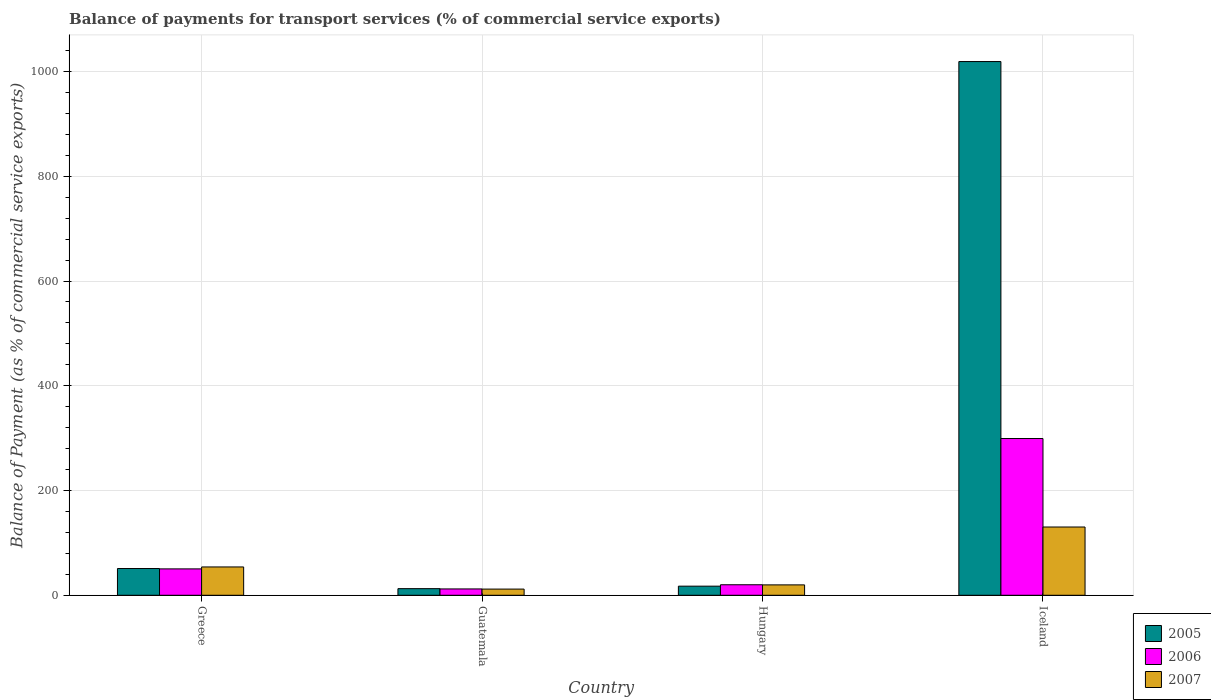 Balance of payments for transport services (% of commercial service exports)
Balance of Payment (as % of commercial service exports)
1000
800
600
400
200
0
Greece
Guatemala
Hungary
Iceland
Country
2005
2006
2007